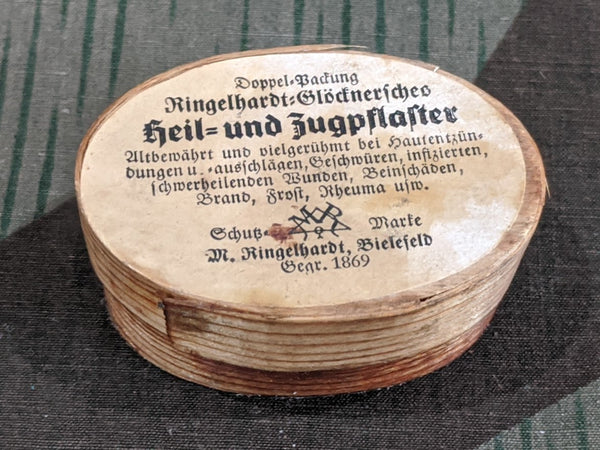 Doppel-Packung
Ringelhardt-Glöcknersches
Heil- und Zugpflaster
Altbewährt und vielgerühmt bei Hautentzün-
dungen u. -ausschlägen, Geschwüren, infizierten,
schwerheilenden Wunden, Beinschäden,
Brand, Frost, Rheuma usw.
Schutz- Marke
M. Ringelhardt, Bielefeld
Gegr. 1869